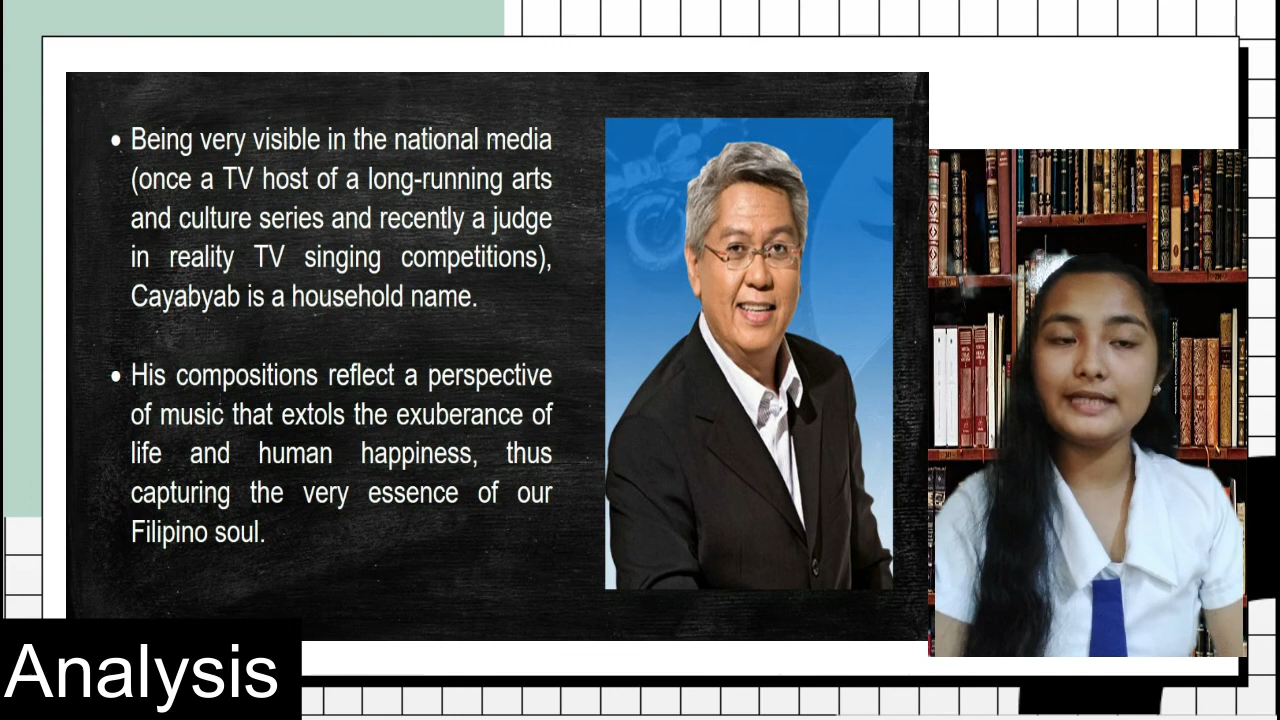 • Being very visible in the national media
(once a TV host of a long-running arts
and culture series and recently a judge
in reality TV singing competitions),
Cayabyab is a household name.
• His compositions reflect a perspective
of music that extols the exuberance of
life and human happiness, thus
capturing the very essence of our
Filipino soul.
Analysis